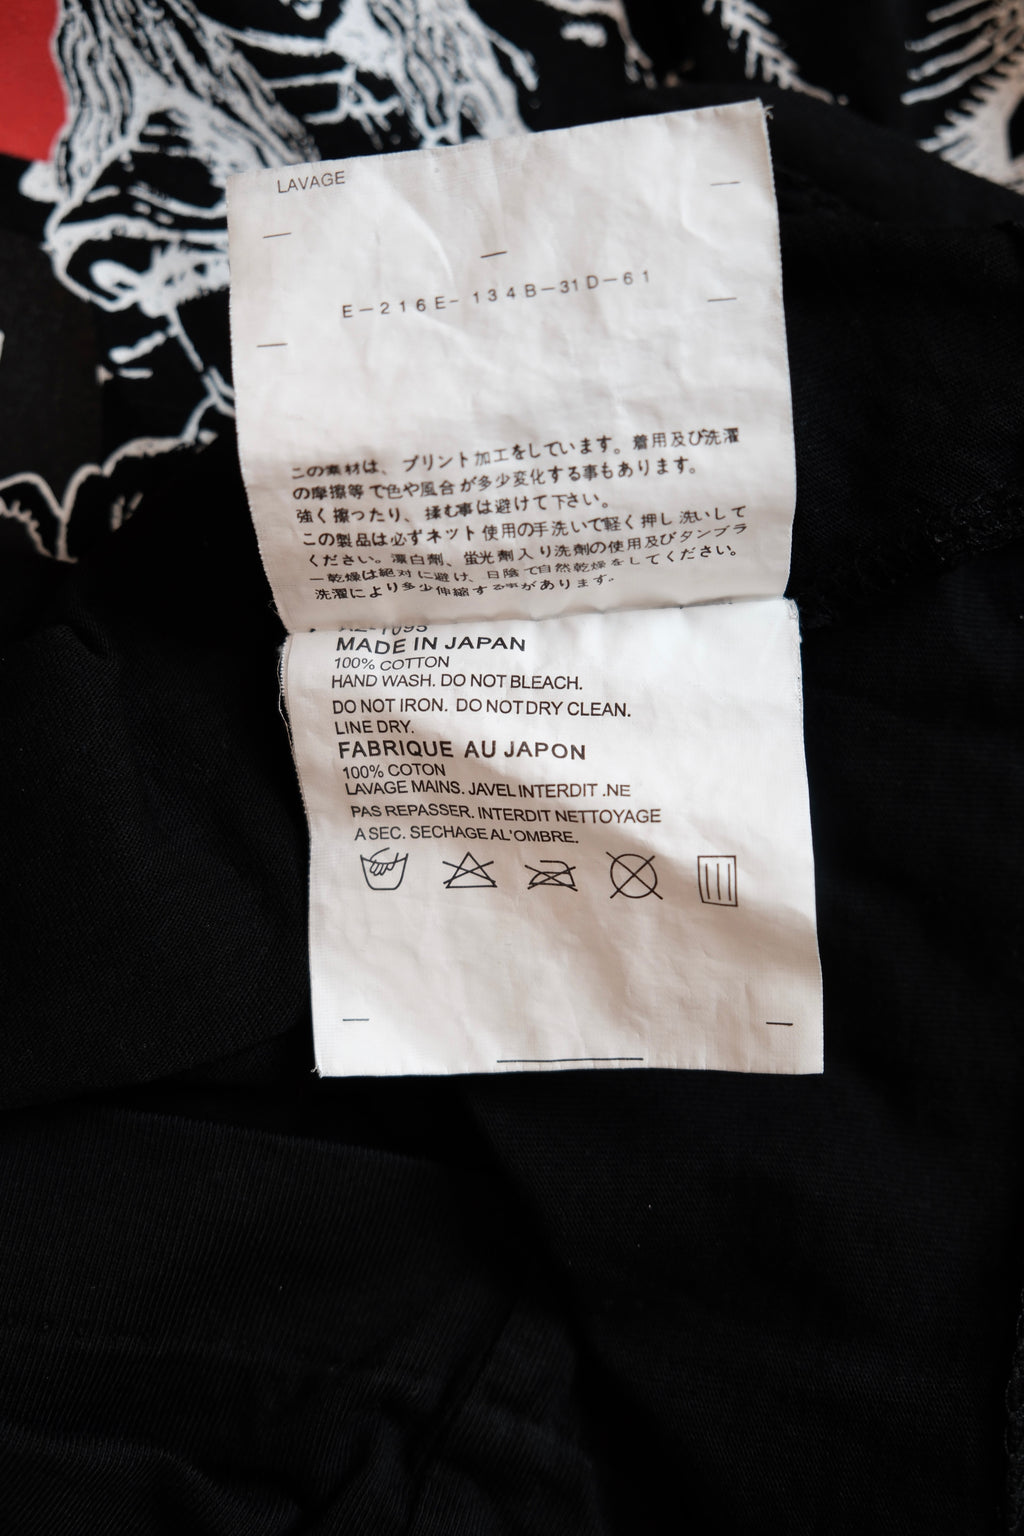 LAVAGE
E-216E-134B-31D-61
この素材は、プリント加工をしています。着用及び洗濯
の摩擦等で色や風合が多少変化する事もあります。
強く擦ったり、揉む事は避けて下さい。
この製品は必ずネット使用の手洗いで軽く押し洗いして
ください。漂白剤、蛍光剤入り洗剤の使用及びタンブラ
ー乾燥は絶対に避け、日陰で自然乾燥をしてください。
洗濯により多少伸縮する事があります。
MADE IN JAPAN
100% COTTON
HAND WASH. DO NOT BLEACH.
DO NOT IRON. DO NOT DRY CLEAN.
LINE DRY.
FABRIQUE AU JAPON
100% COTON
LAVAGE MAINS. JAVEL INTERDIT .NE
PAS REPASSER. INTERDIT NETTOYAGE
A SEC. SECHAGE AL'OMBRE.